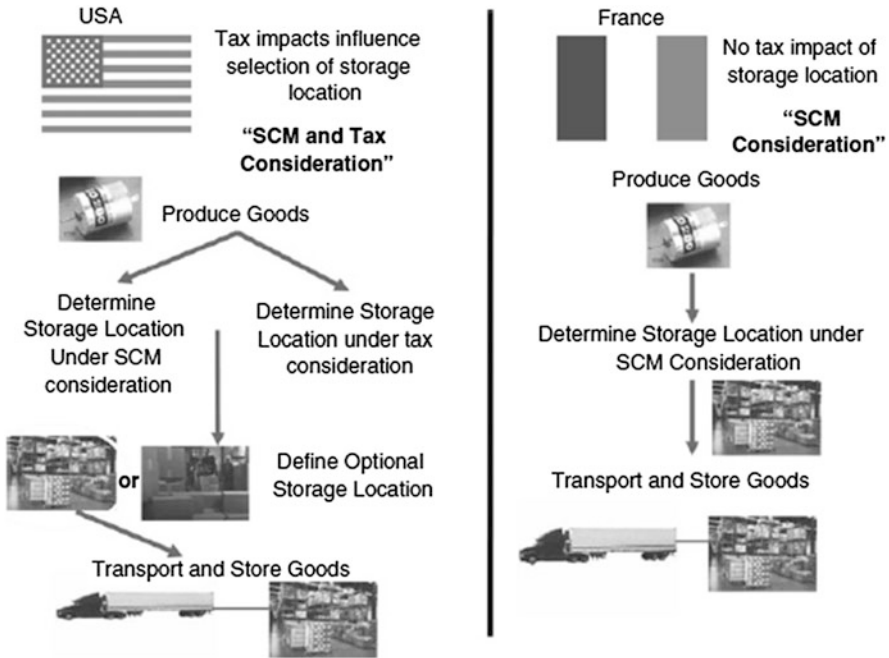 USA
Tax impacts influence
selection of storage
location
“SCM and Tax
Consideration”
Produce Goods
Determine
Storage Location
Under SCM
consideration
Determine Storage
Location under tax
consideration
or
Define Optional
Storage Location
Transport and Store Goods
France
No tax impact of
storage location
“SCM
Consideration”
Produce Goods
Determine Storage Location under
SCM Consideration
Transport and Store Goods